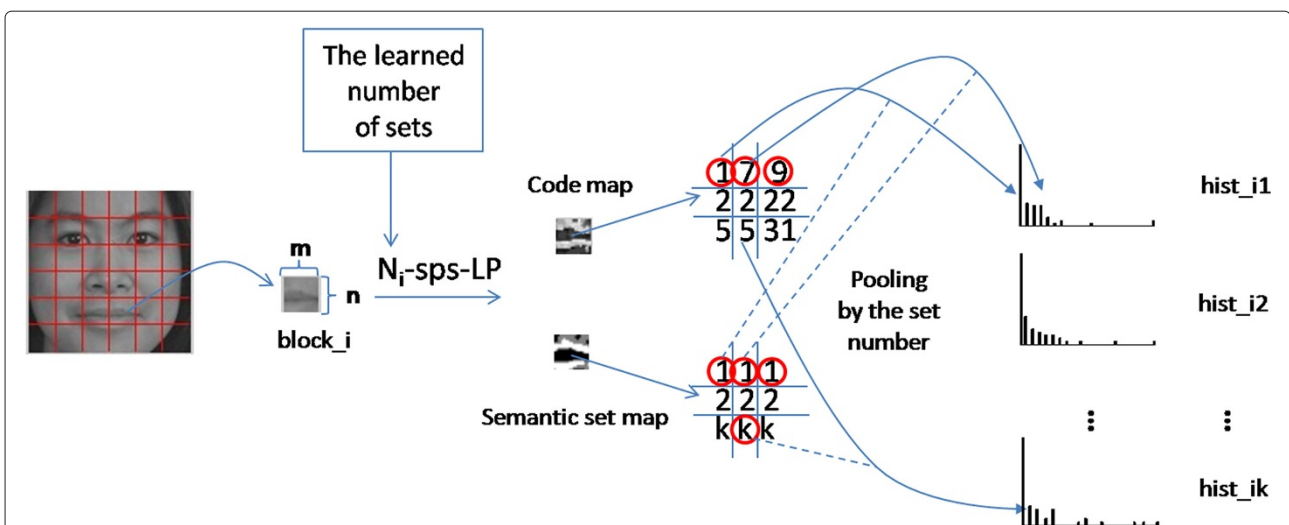 The learned
number
of sets
m
n
block_i
Nᵢ-sps-LP
Code map
1 7 9
2 2 22
5 5 31
Semantic set map
1 1 1
2 2 2
k k k
Pooling
by the set
number
hist_i1
hist_i2
⋮ ⋮
hist_ik